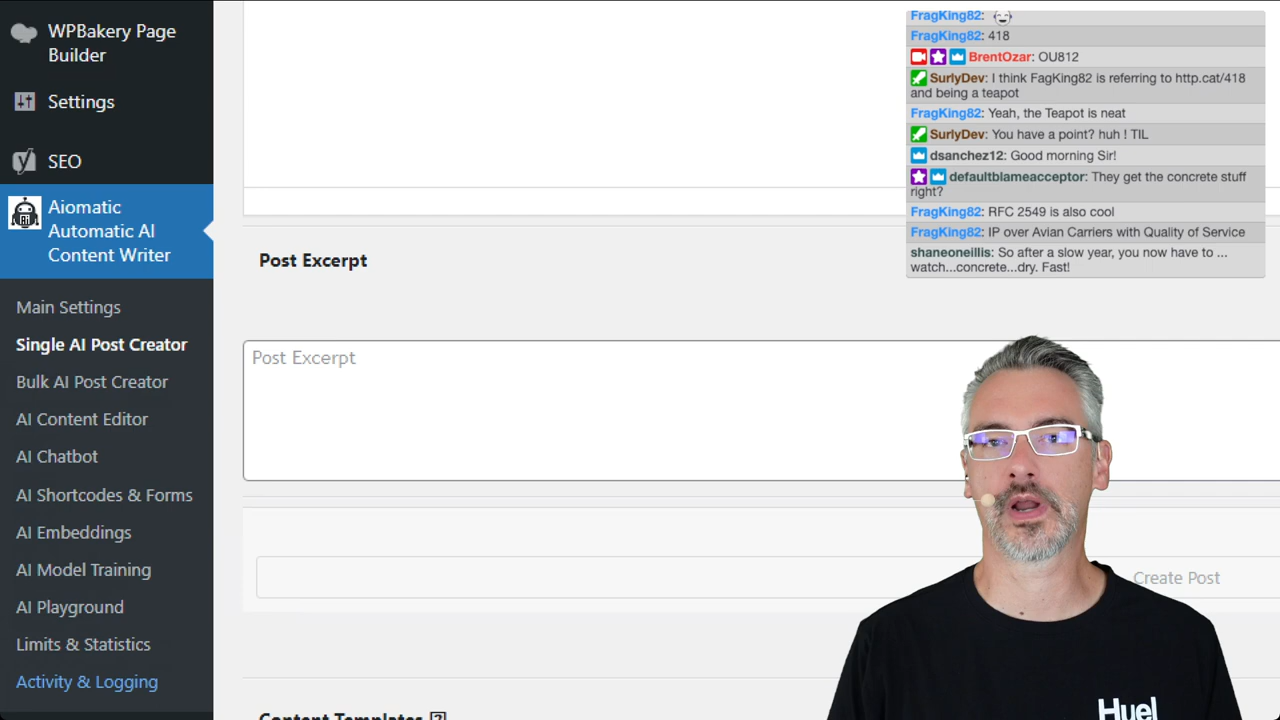 WPBakery Page
Builder
Settings
SEO
Aiomatic
Automatic AI
Content Writer
Main Settings
Single AI Post Creator
Bulk AI Post Creator
AI Content Editor
AI Chatbot
AI Shortcodes & Forms
AI Embeddings
AI Model Training
AI Playground
Limits & Statistics
Activity & Logging
Post Excerpt
Post Excerpt
Create Post
Content Templates
FragKing82:
FragKing82: 418
BrentOzar: OU812
SurlyDev: I think FagKing82 is referring to http.cat/418
and being a teapot
FragKing82: Yeah, the Teapot is neat
SurlyDev: You have a point? huh ! TIL
dsanchez12: Good morning Sir!
defaultblameacceptor: They get the concrete stuff
right?
FragKing82: RFC 2549 is also cool
FragKing82: IP over Avian Carriers with Quality of Service
shaneoneillis: So after a slow year, you now have to ...
watch...concrete...dry. Fast!
Huel